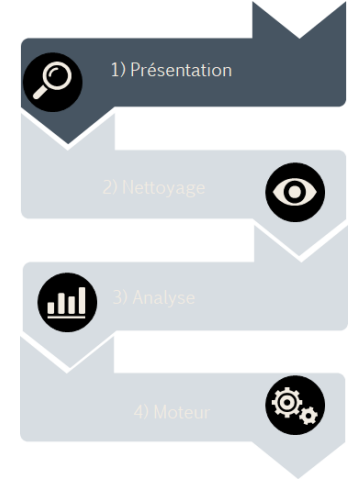 1) Présentation
2) Nettoyage
3) Analyse
4) Moteur